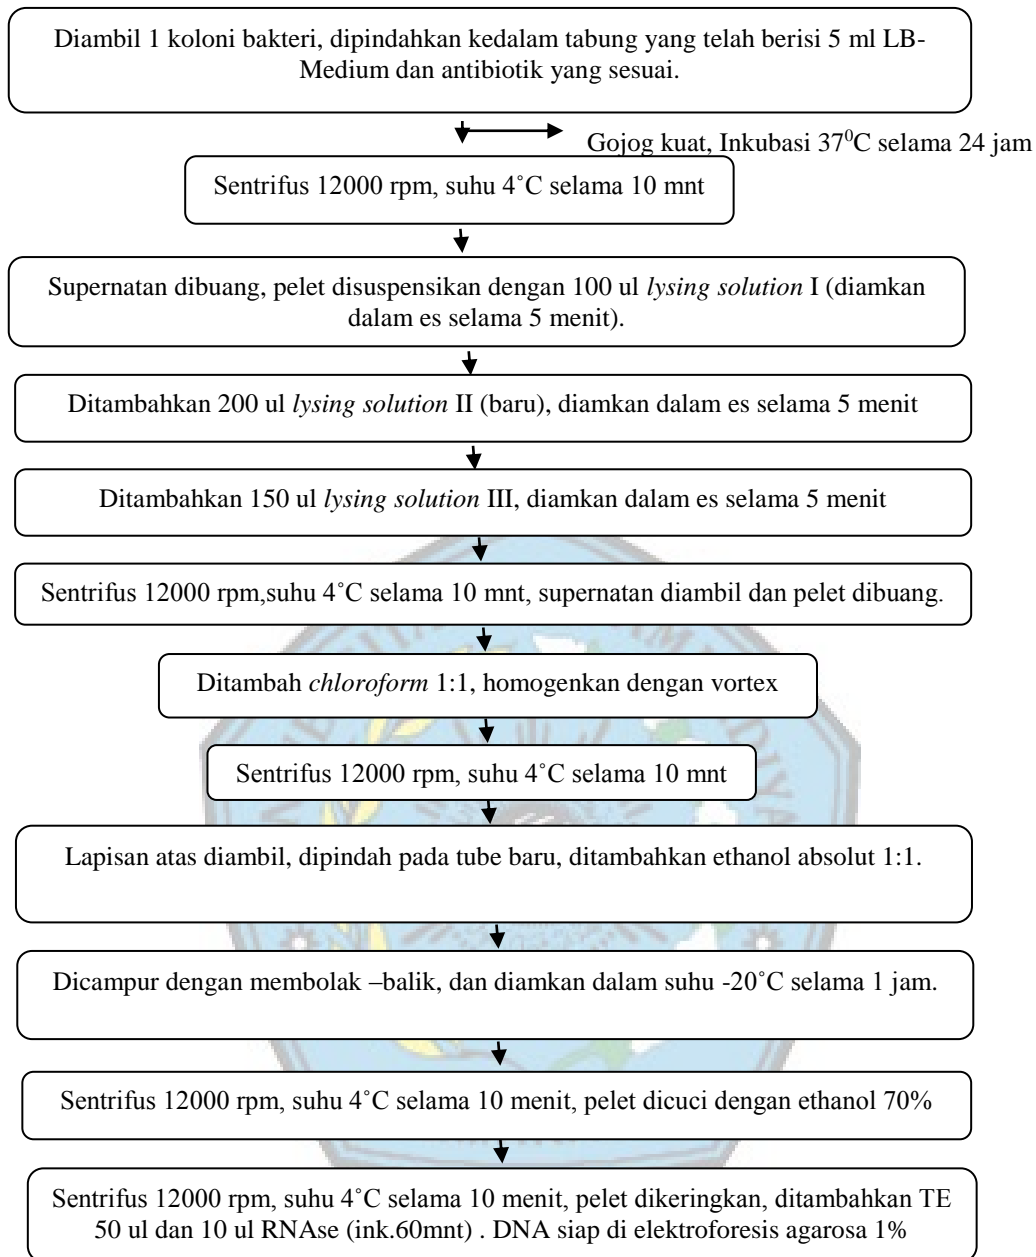 Diambil 1 koloni bakteri, dipindahkan kedalam tabung yang telah berisi 5 ml LB-
Medium dan antibiotik yang sesuai.
Gojog kuat, Inkubasi 37⁰C selama 24 jam
Sentrifus 12000 rpm, suhu 4˚C selama 10 mnt
Supernatan dibuang, pelet disuspensikan dengan 100 ul lysing solution I (diamkan
dalam es selama 5 menit).
Ditambahkan 200 ul lysing solution II (baru), diamkan dalam es selama 5 menit
Ditambahkan 150 ul lysing solution III, diamkan dalam es selama 5 menit
Sentrifus 12000 rpm,suhu 4˚C selama 10 mnt, supernatan diambil dan pelet dibuang.
Ditambah chloroform 1:1, homogenkan dengan vortex
Sentrifus 12000 rpm, suhu 4˚C selama 10 mnt
Lapisan atas diambil, dipindah pada tube baru, ditambahkan ethanol absolut 1:1.
Dicampur dengan membolak –balik, dan diamkan dalam suhu -20˚C selama 1 jam.
Sentrifus 12000 rpm, suhu 4˚C selama 10 menit, pelet dicuci dengan ethanol 70%
Sentrifus 12000 rpm, suhu 4˚C selama 10 menit, pelet dikeringkan, ditambahkan TE
50 ul dan 10 ul RNAse (ink.60mnt) . DNA siap di elektroforesis agarosa 1%